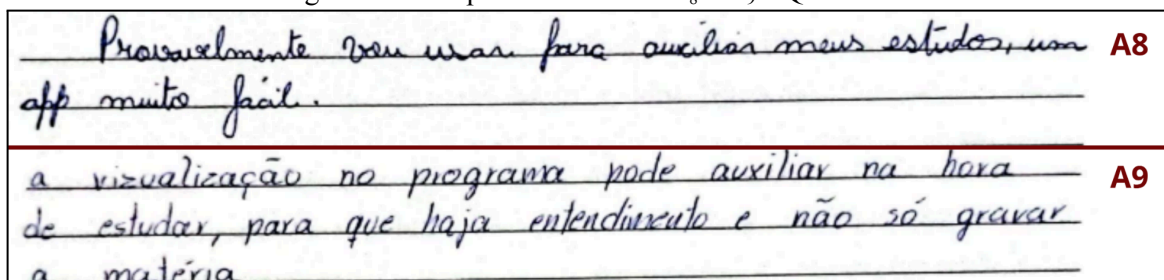 Provavelmente vou usar para auxiliar meus estudos, um A8
app muito fácil.
a vizualização no programa pode auxiliar na hora A9
de estudar, para que haja entendimento e não só gravar
a matéria